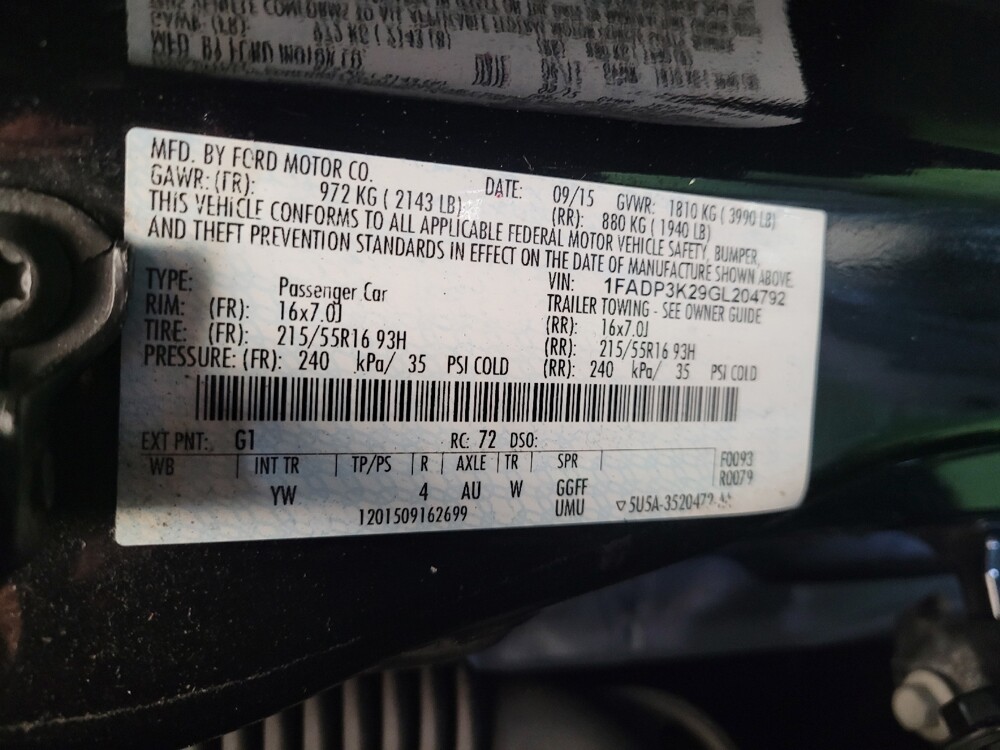 MFD. BY FORD MOTOR CO. DATE: 09/15 GVWR: 1810 KG ( 3990 LB)
GAWR: (FR): 972 KG ( 2143 LB) (RR): 880 KG ( 1940 LB)
THIS VEHICLE CONFORMS TO ALL APPLICABLE FEDERAL MOTOR VEHICLE SAFETY, BUMPER,
AND THEFT PREVENTION STANDARDS IN EFFECT ON THE DATE OF MANUFACTURE SHOWN ABOVE.
VIN: 1FADP3K29GL204792
TYPE: Passenger Car TRAILER TOWING - SEE OWNER GUIDE
RIM: (FR): 16x7.0J (RR): 16x7.0J
TIRE: (FR): 215/55R16 93H (RR): 215/55R16 93H
PRESSURE: (FR): 240 kPa/ 35 PSI COLD (RR): 240 kPa/ 35 PSI COLD
EXT PNT: G1 RC: 72 DSO:
WB INT TR TP/PS R AXLE TR SPR F0093
R0079
YW 4 AU W GGFF
UMU
1201509162699